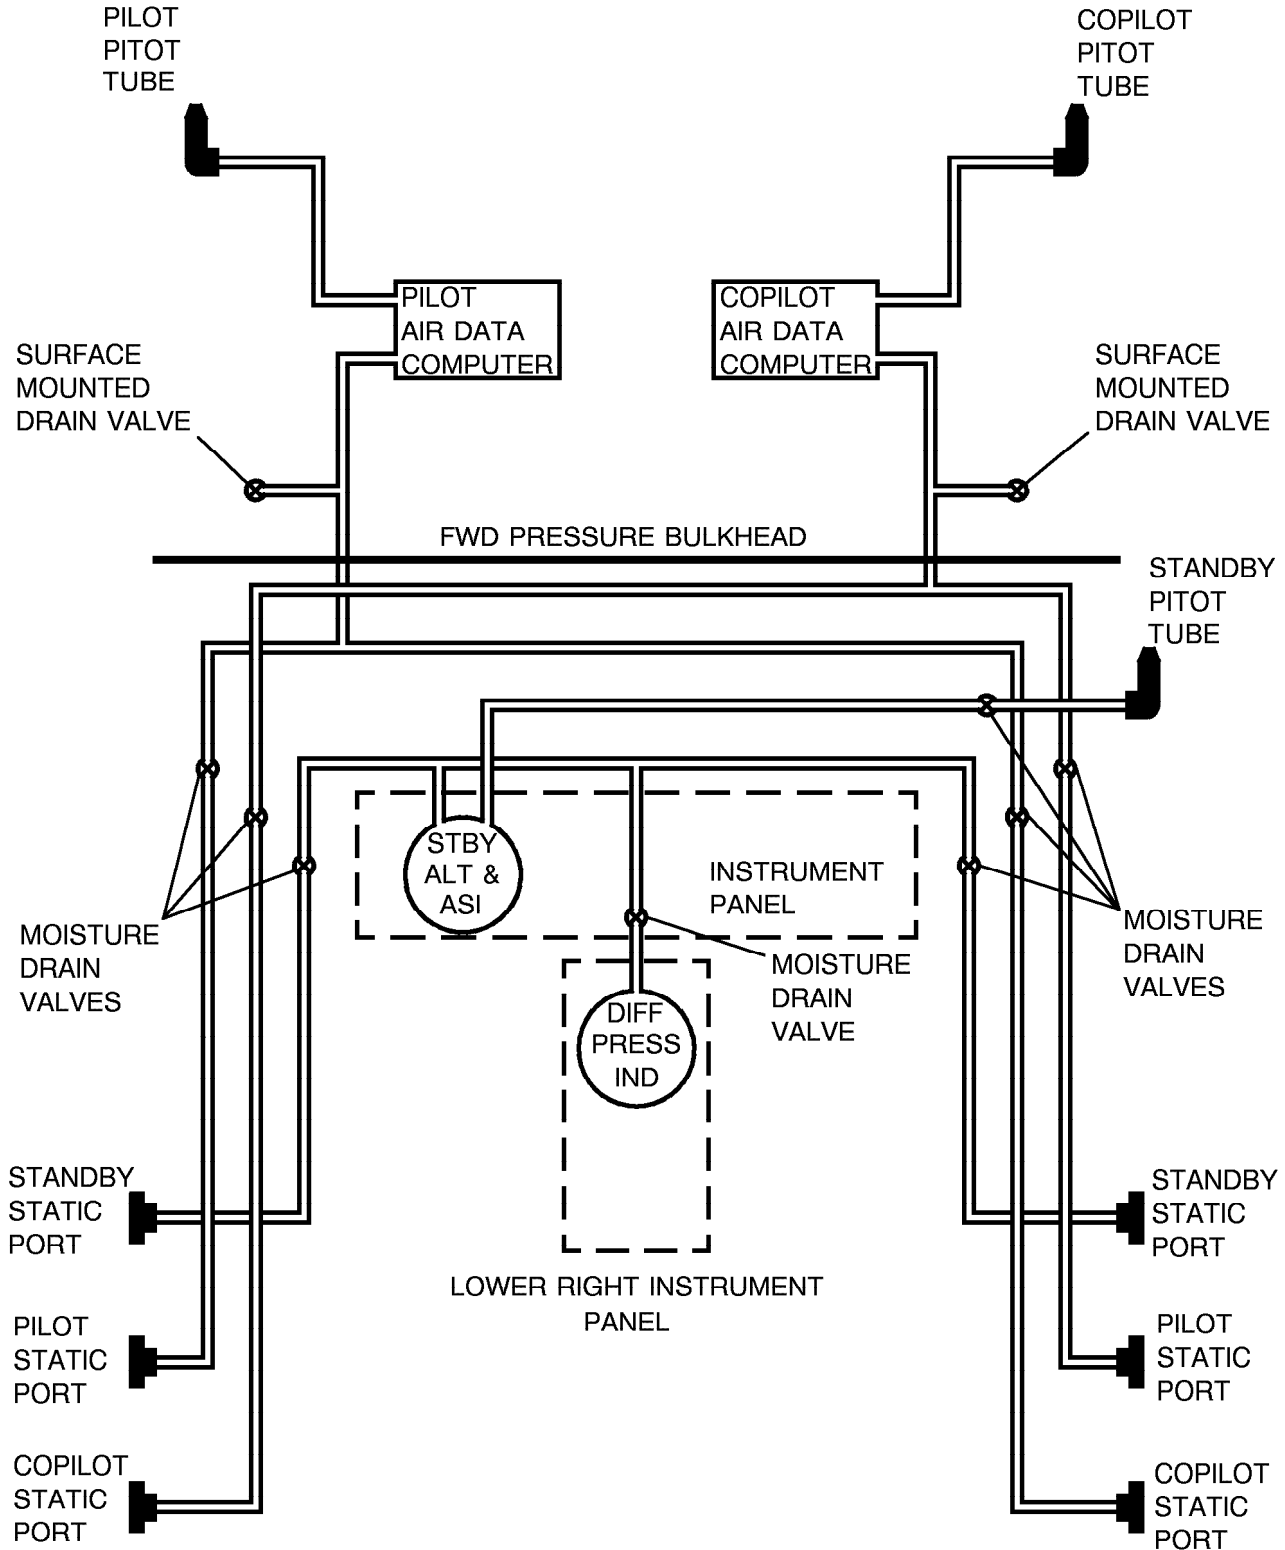 PILOT
PITOT
TUBE
COPILOT
PITOT
TUBE
PILOT
AIR DATA
COMPUTER
COPILOT
AIR DATA
COMPUTER
SURFACE
MOUNTED
DRAIN VALVE
SURFACE
MOUNTED
DRAIN VALVE
FWD PRESSURE BULKHEAD
STANDBY
PITOT
TUBE
STBY
ALT &
ASI
INSTRUMENT
PANEL
MOISTURE
DRAIN
VALVES
MOISTURE
DRAIN
VALVE
MOISTURE
DRAIN
VALVES
DIFF
PRESS
IND
STANDBY
STATIC
PORT
STANDBY
STATIC
PORT
LOWER RIGHT INSTRUMENT
PANEL
PILOT
STATIC
PORT
PILOT
STATIC
PORT
COPILOT
STATIC
PORT
COPILOT
STATIC
PORT